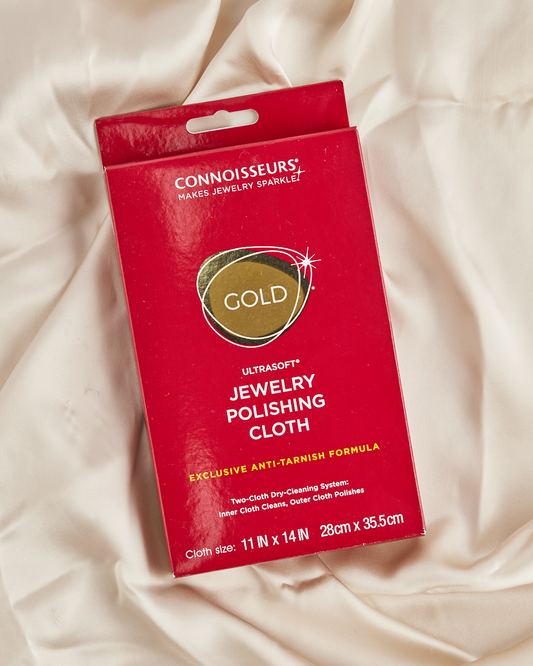 CONNOISSEURS®
MAKES JEWELRY SPARKLE!
GOLD
ULTRASOFT®
JEWELRY
POLISHING
CLOTH
EXCLUSIVE ANTI-TARNISH FORMULA
Two-Cloth Dry-Cleaning System:
Inner Cloth Cleans, Outer Cloth Polishes
Cloth size: 11 IN x 14 IN 28cm x 35.5cm